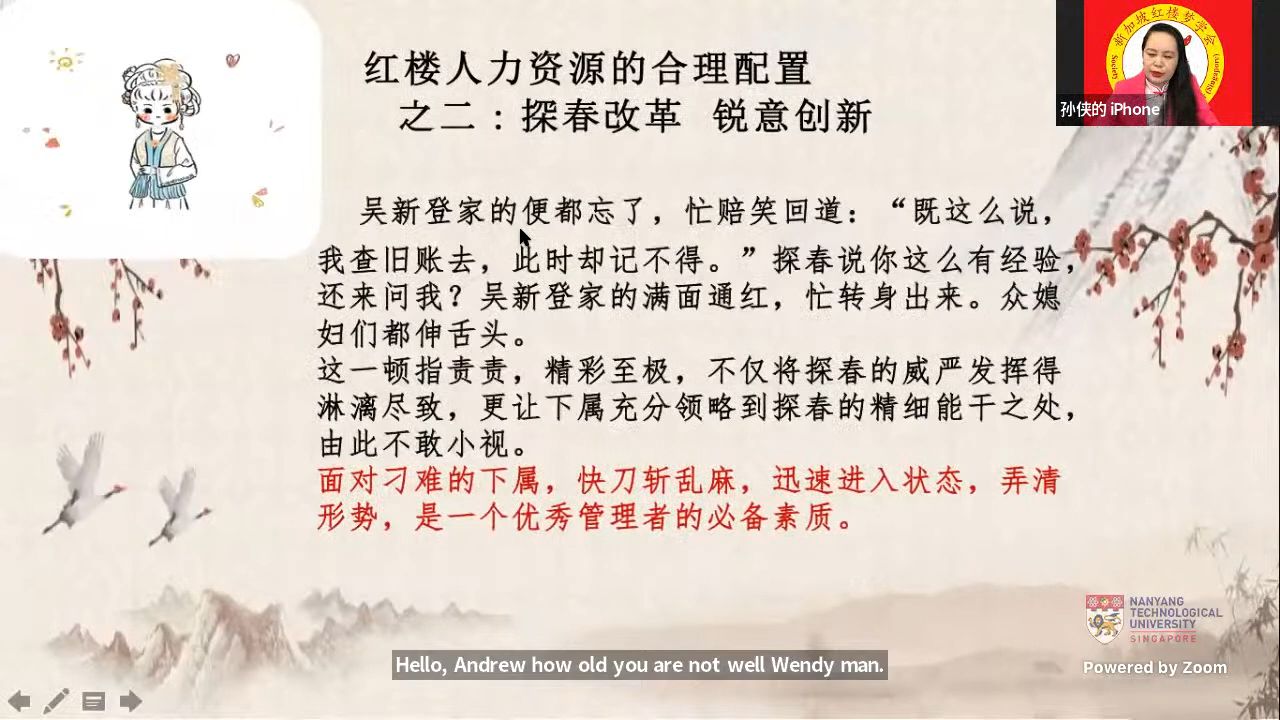 红楼人力资源的合理配置
之二：探春改革 锐意创新
吴新登家的便都忘了，忙赔笑回道：“既这么说，
我查旧账去，此时却记不得。”探春说你这么有经验，
还来问我？吴新登家的满面通红，忙转身出来。众媳
妇们都伸舌头。
这一顿指责责，精彩至极，不仅将探春的威严发挥得
淋漓尽致，更让下属充分领略到探春的精细能干之处，
由此不敢小视。
面对刁难的下属，快刀斩乱麻，迅速进入状态，弄清
形势，是一个优秀管理者的必备素质。
新加坡红楼梦学会
孙侠的 iPhone
NANYANG
TECHNOLOGICAL
UNIVERSITY
SINGAPORE
Hello, Andrew how old you are not well Wendy man.
Powered by Zoom